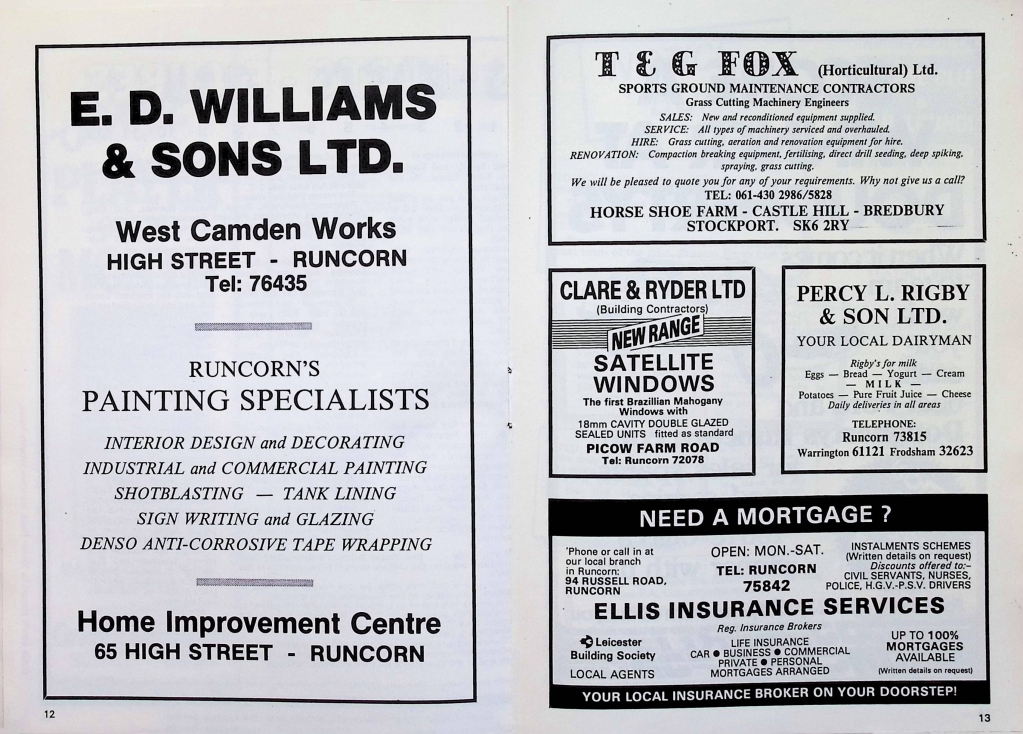 E. D. WILLIAMS
& SONS LTD.
West Camden Works
HIGH STREET - RUNCORN
Tel: 76435
RUNCORN'S
PAINTING SPECIALISTS
INTERIOR DESIGN and DECORATING
INDUSTRIAL and COMMERCIAL PAINTING
SHOTBLASTING — TANK LINING
SIGN WRITING and GLAZING
DENSO ANTI-CORROSIVE TAPE WRAPPING
Home Improvement Centre
65 HIGH STREET - RUNCORN
12
T & G FOX (Horticultural) Ltd.
SPORTS GROUND MAINTENANCE CONTRACTORS
Grass Cutting Machinery Engineers
SALES: New and reconditioned equipment supplied.
SERVICE: All types of machinery serviced and overhauled.
HIRE: Grass cutting, aeration and renovation equipment for hire.
RENOVATION: Compaction breaking equipment, fertilising, direct drill seeding, deep spiking,
spraying, grass cutting.
We will be pleased to quote you for any of your requirements. Why not give us a call?
TEL: 061-430 2986/5828
HORSE SHOE FARM - CASTLE HILL - BREDBURY
STOCKPORT. SK6 2RY
CLARE & RYDER LTD
(Building Contractors)
NEW RANGE
SATELLITE
WINDOWS
The first Brazillian Mahogany
Windows with
18mm CAVITY DOUBLE GLAZED
SEALED UNITS fitted as standard
PICOW FARM ROAD
Tel: Runcorn 72078
PERCY L. RIGBY
& SON LTD.
YOUR LOCAL DAIRYMAN
Rigby's for milk
Eggs — Bread — Yogurt — Cream
— MILK —
Potatoes — Pure Fruit Juice — Cheese
Daily deliveries in all areas
TELEPHONE:
Runcorn 73815
Warrington 61121 Frodsham 32623
NEED A MORTGAGE ?
'Phone or call in at
our local branch
in Runcorn:
94 RUSSELL ROAD,
RUNCORN
OPEN: MON.-SAT.
TEL: RUNCORN
75842
INSTALMENTS SCHEMES
(Written details on request)
Discounts offered to:-
CIVIL SERVANTS, NURSES,
POLICE, H.G.V.-P.S.V. DRIVERS
ELLIS INSURANCE SERVICES
Reg. Insurance Brokers
Leicester
Building Society
LOCAL AGENTS
LIFE INSURANCE
CAR ● BUSINESS ● COMMERCIAL
PRIVATE ● PERSONAL
MORTGAGES ARRANGED
UP TO 100%
MORTGAGES
AVAILABLE
(Written details on request)
YOUR LOCAL INSURANCE BROKER ON YOUR DOORSTEP!
13